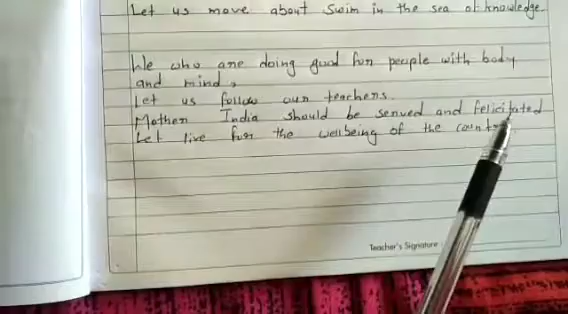 Let us move about swim in the sea of knowledge.
We who are doing good for people with body
and mind,
Let us follow our teachers.
Mother India should be served and felicitated
Let live for the wellbeing of the
Teacher's Signature